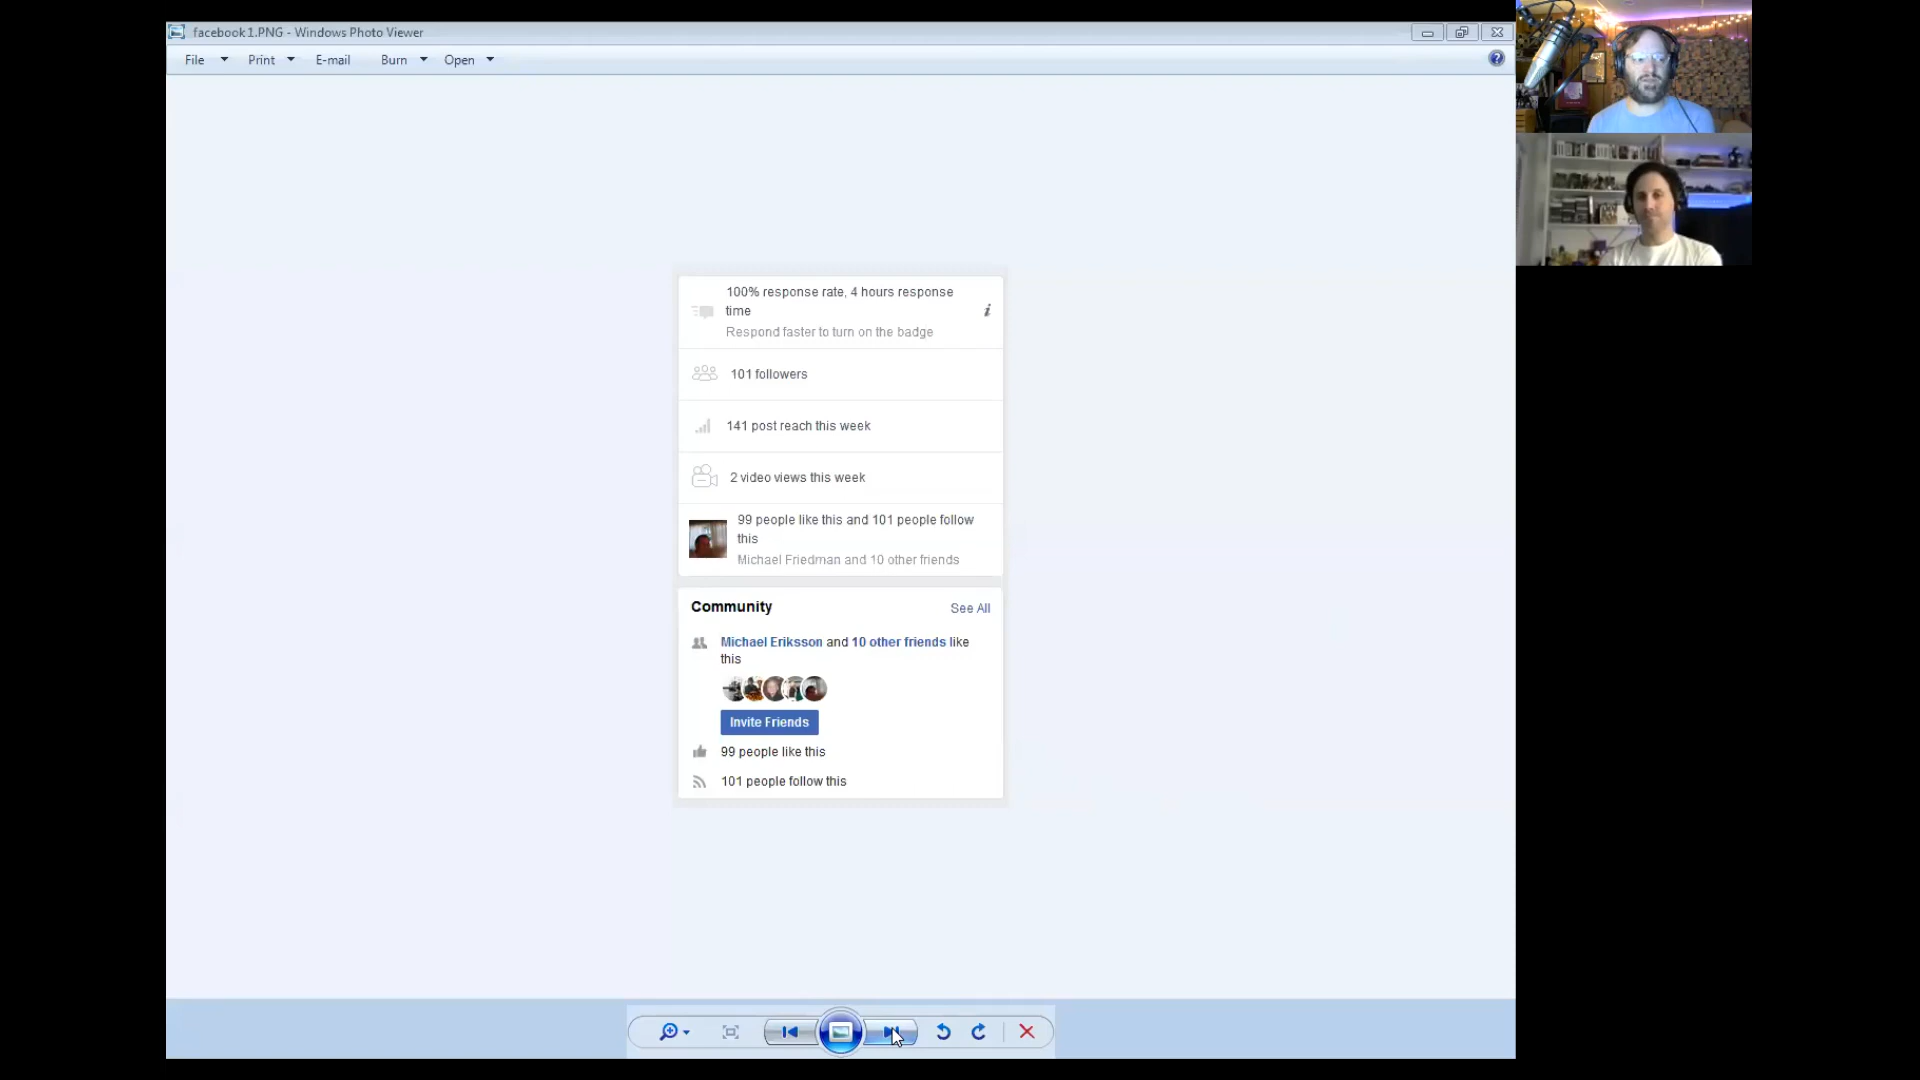 facebook1.PNG - Windows Photo Viewer
File Print E-mail Burn Open
100% response rate, 4 hours response
time
Respond faster to turn on the badge
101 followers
141 post reach this week
2 video views this week
99 people like this and 101 people follow
this
Michael Friedman and 10 other friends
Community See All
Michael Eriksson and 10 other friends like
this
Invite Friends
99 people like this
101 people follow this